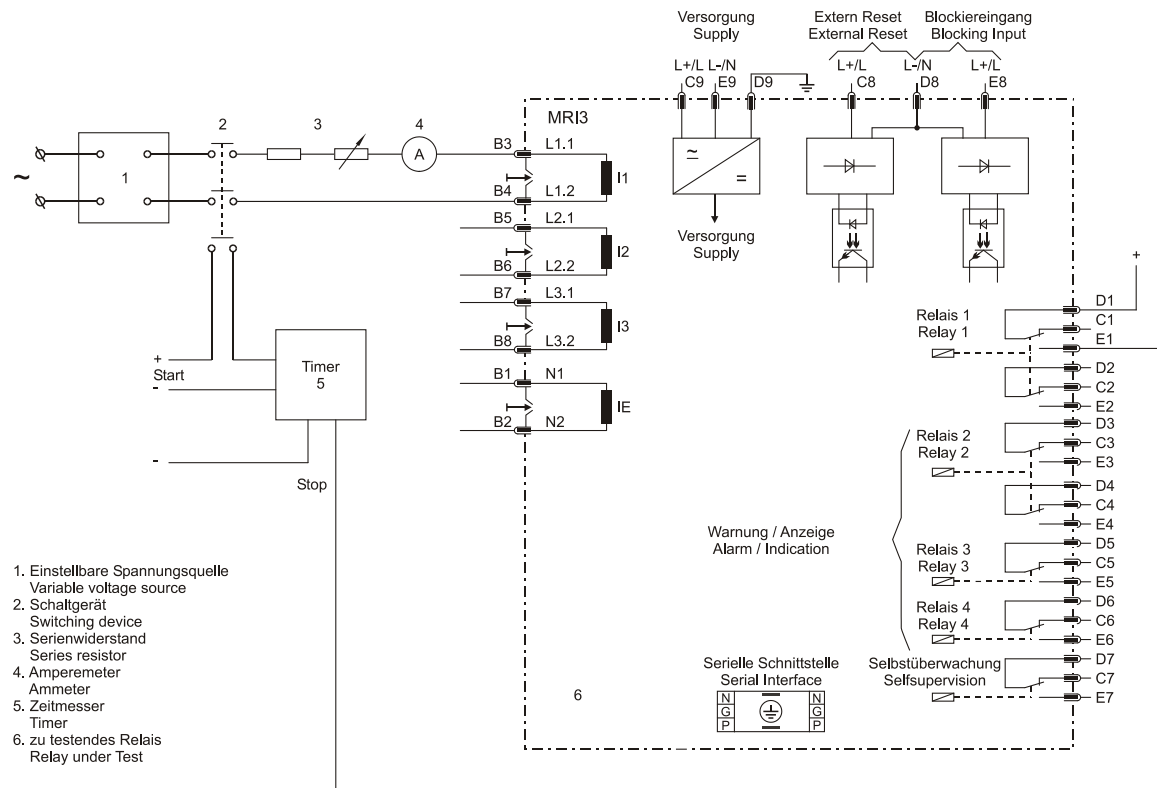 Versorgung
Supply
Extern Reset
External Reset
Blockiereingang
Blocking Input
L+/L
C9
L-/N
E9
D9
L+/L
C8
L-/N
D8
L+/L
E8
MRI3
2
3
4
A
1
~
B3
L1.1
I1
B4
L1.2
B5
L2.1
I2
B6
L2.2
B7
L3.1
I3
B8
L3.2
B1
N1
IE
B2
N2
~
=
Versorgung
Supply
+
Start
-
-
Timer
5
Stop
+
Relais 1
Relay 1
D1
C1
E1
D2
C2
E2
Relais 2
Relay 2
D3
C3
E3
D4
C4
E4
Warnung / Anzeige
Alarm / Indication
Relais 3
Relay 3
D5
C5
E5
Relais 4
Relay 4
D6
C6
E6
Selbstüberwachung
Selfsupervision
D7
C7
E7
Serielle Schnittstelle
Serial Interface
N
G
P
N
G
P
6
1. Einstellbare Spannungsquelle
Variable voltage source
2. Schaltgerät
Switching device
3. Serienwiderstand
Series resistor
4. Amperemeter
Ammeter
5. Zeitmesser
Timer
6. zu testendes Relais
Relay under Test